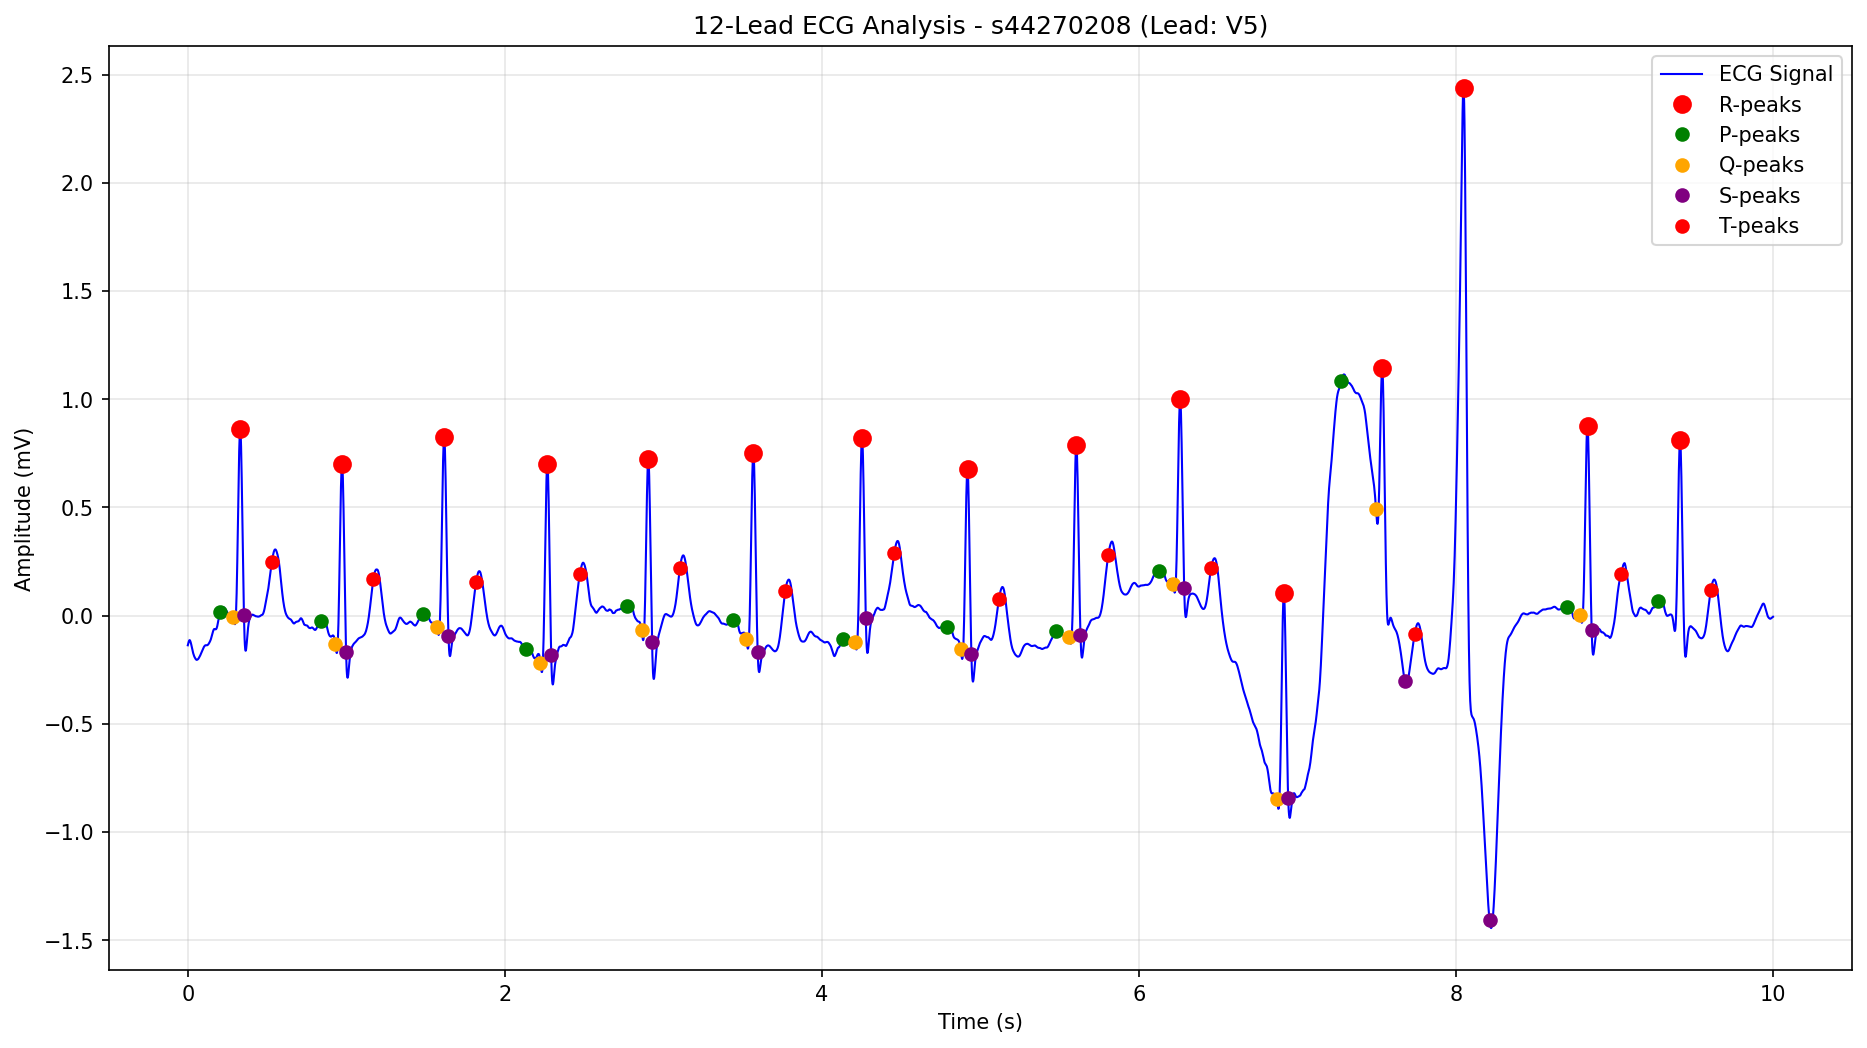 12-Lead ECG Analysis - s44270208 (Lead: V5)
ECG Signal
R-peaks
P-peaks
Q-peaks
S-peaks
T-peaks
Amplitude (mV)
2.5
2.0
1.5
1.0
0.5
0.0
−0.5
−1.0
−1.5
0 2 4 6 8 10
Time (s)